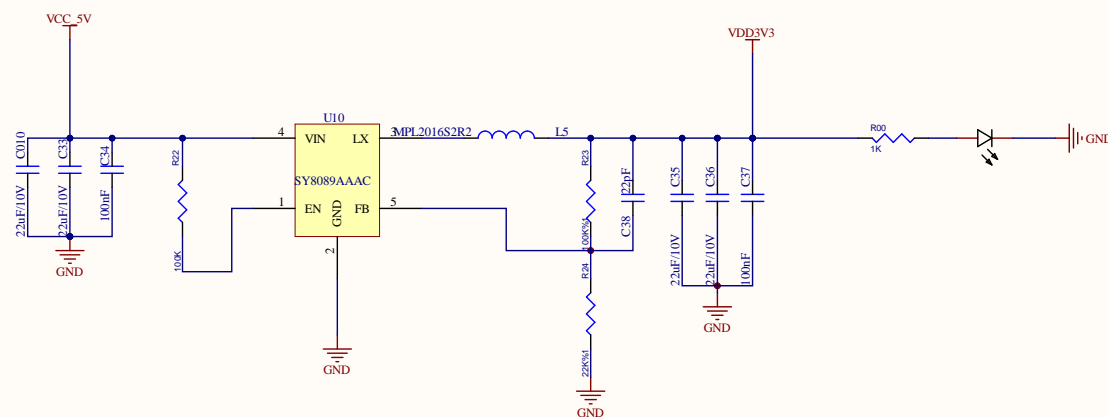 VCC_5V
VDD3V3
U10
4
VIN
LX
3
MPL2016S2R2
L5
R00
1K
GND
C010
22uF/10V
C33
22uF/10V
C34
100nF
R22
100K
SY8089AAAC
1
EN
GND
FB
5
2
R23
100K%1
22pF
C38
C35
22uF/10V
C36
22uF/10V
C37
100nF
GND
R24
22K%1
GND
GND
GND